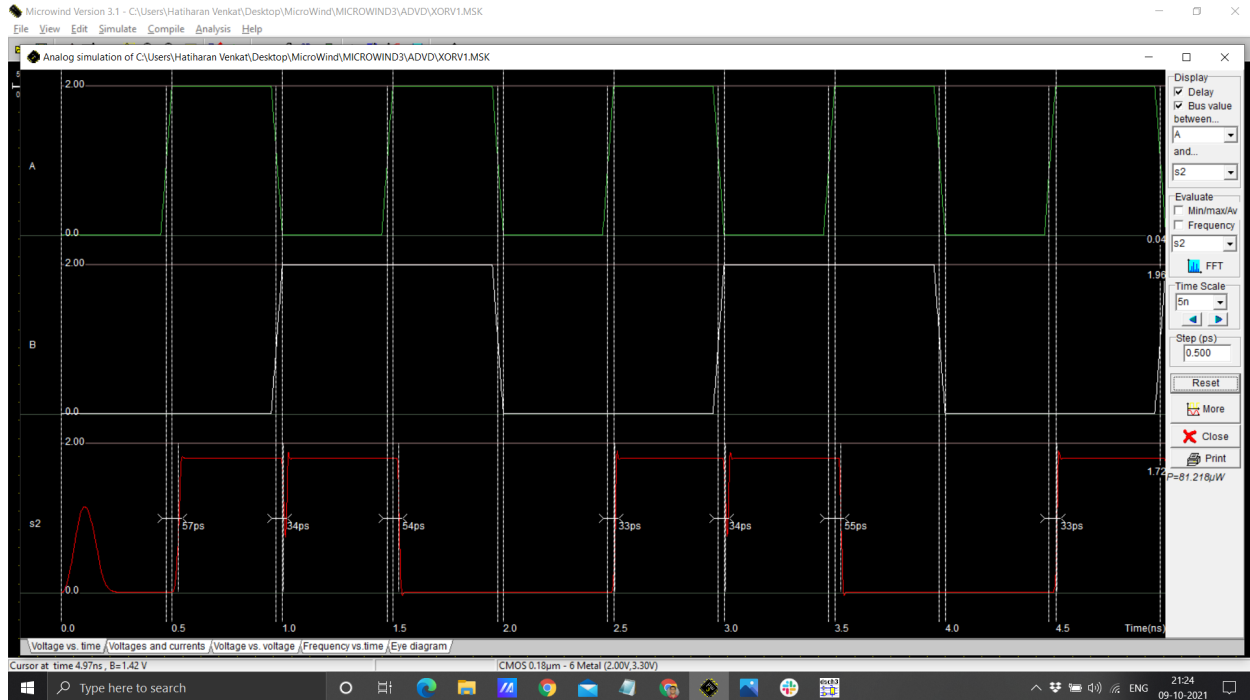 Microwind Version 3.1 - C:\Users\Hatiharan Venkat\Desktop\MicroWind\MICROWIND3\ADVD\XORV1.MSK
File View Edit Simulate Compile Analysis Help
Analog simulation of C:\Users\Hatiharan Venkat\Desktop\MicroWind\MICROWIND3\ADVD\XORV1.MSK
2.00
A
0.0
0.04
2.00
1.96
B
0.0
2.00
1.72
s2
57ps 34ps 54ps 33ps 34ps 55ps 33ps
0.0
0.0 0.5 1.0 1.5 2.0 2.5 3.0 3.5 4.0 4.5 Time(ns)
Display
Delay
Bus value
between...
A
and...
s2
Evaluate
Min/max/Av
Frequency
s2
FFT
Time Scale
5n
Step (ps)
0.500
Reset
More
Close
Print
P=81.218µW
Voltage vs. time Voltages and currents Voltage vs. voltage Frequency vs.time Eye diagram
Cursor at time 4.97ns , B=1.42 V
CMOS 0.18µm - 6 Metal (2.00V,3.30V)
Type here to search
ENG
21:24
09-10-2021